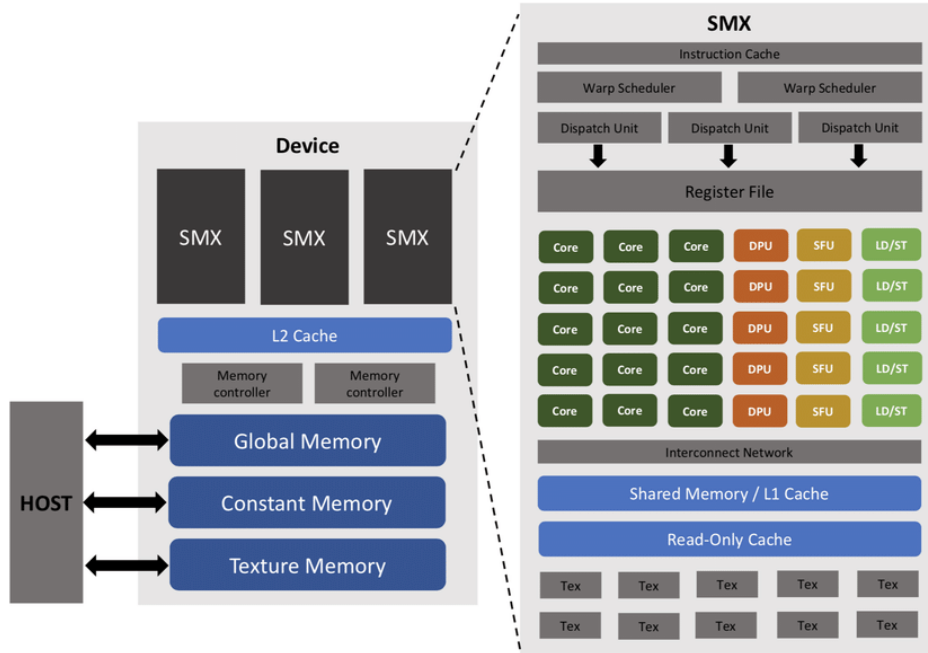 SMX
Instruction Cache
Warp Scheduler Warp Scheduler
Dispatch Unit Dispatch Unit Dispatch Unit
Register File
Core Core Core DPU SFU LD/ST
Core Core Core DPU SFU LD/ST
Core Core Core DPU SFU LD/ST
Core Core Core DPU SFU LD/ST
Core Core Core DPU SFU LD/ST
Interconnect Network
Shared Memory / L1 Cache
Read-Only Cache
Tex Tex Tex Tex Tex
Tex Tex Tex Tex Tex
Device
SMX SMX SMX
L2 Cache
Memory Memory
controller controller
Global Memory
Constant Memory
Texture Memory
HOST